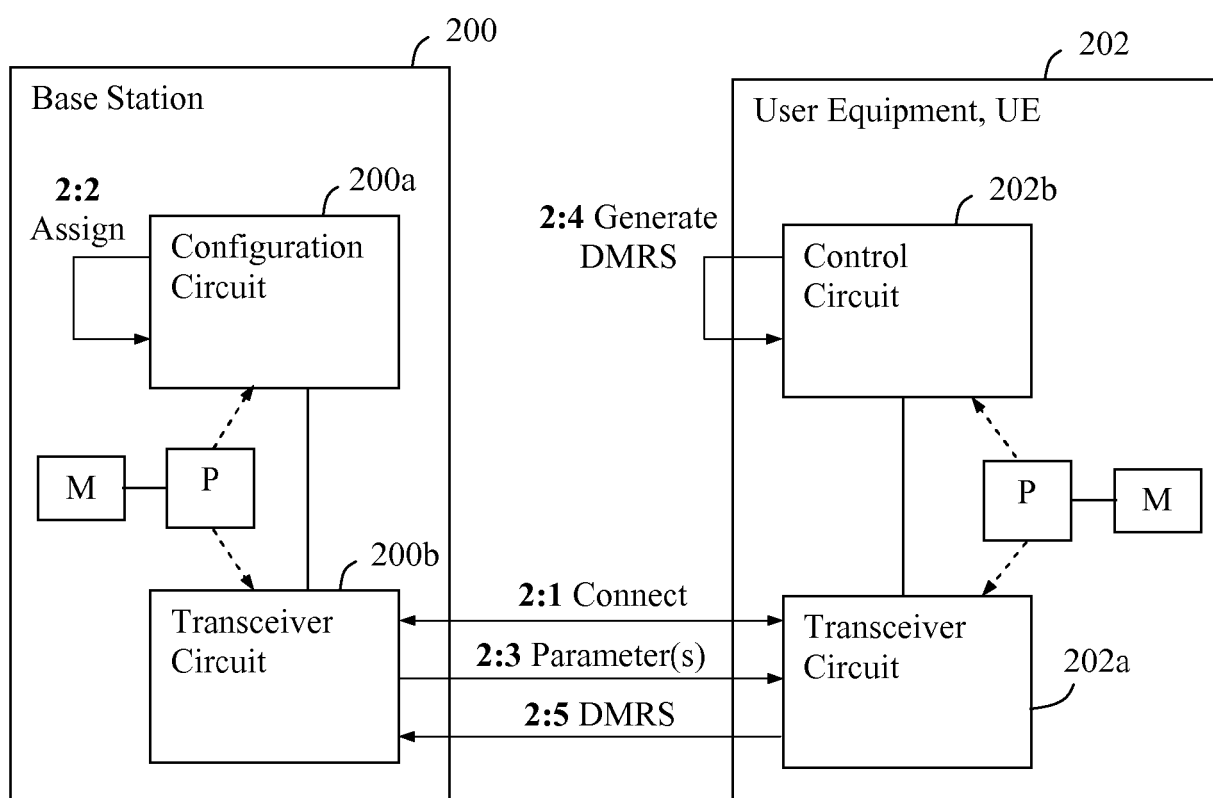 200
Base Station
2:2
Assign
200a
Configuration
Circuit
M
P
200b
Transceiver
Circuit
2:1 Connect
2:3 Parameter(s)
2:5 DMRS
202
User Equipment, UE
2:4 Generate
DMRS
202b
Control
Circuit
P
M
Transceiver
Circuit
202a